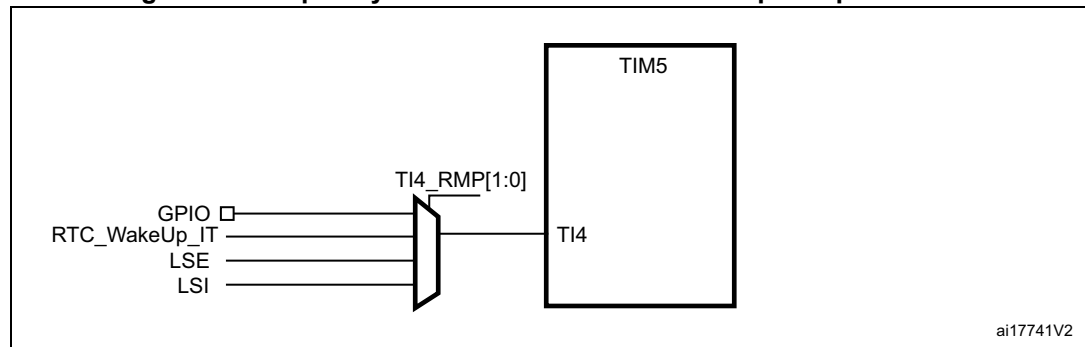 TIM5
TI4_RMP[1:0]
GPIO
RTC_WakeUp_IT
TI4
LSE
LSI
ai17741V2